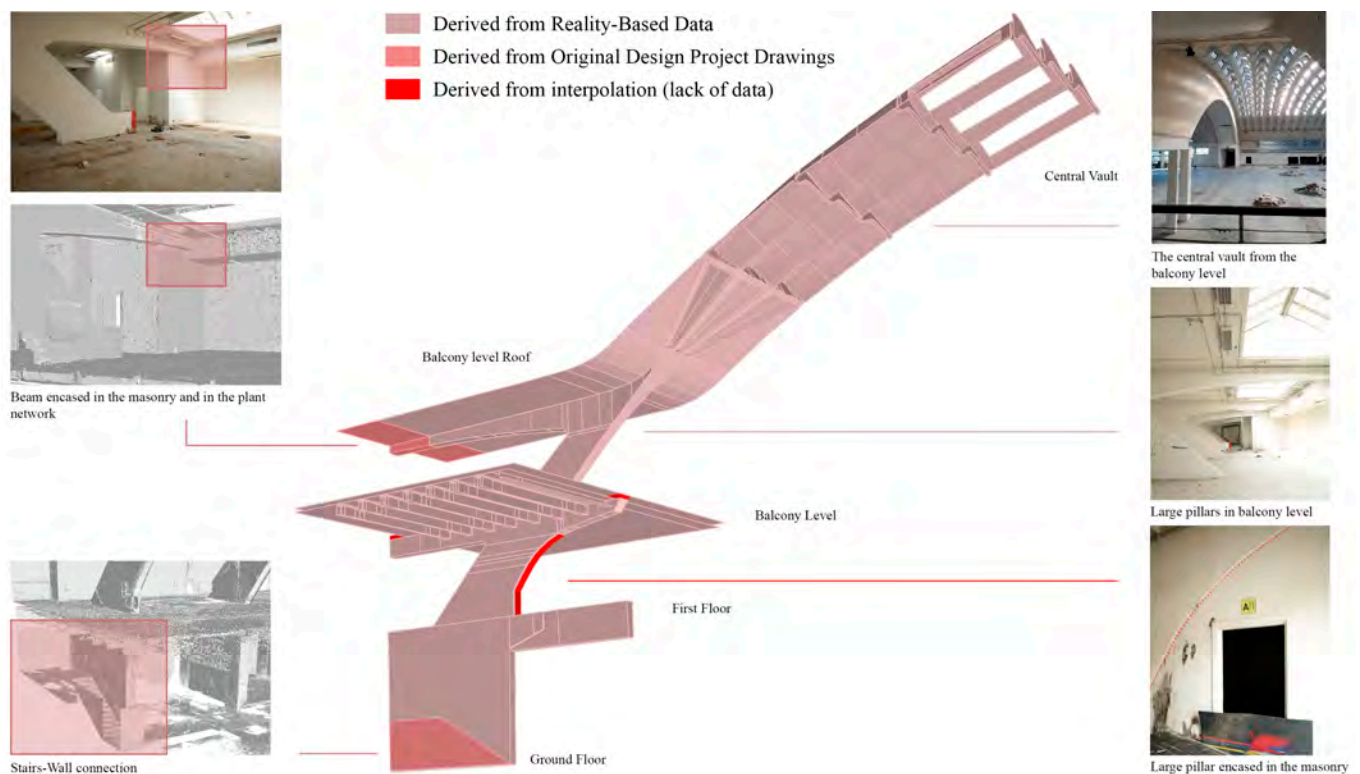 Derived from Reality-Based Data
Derived from Original Design Project Drawings
Derived from interpolation (lack of data)
Central Vault
The central vault from the
balcony level
Balcony level Roof
Beam encased in the masonry and in the plant
network
Large pillars in balcony level
Balcony Level
First Floor
A
Ground Floor
Stairs-Wall connection
Large pillar encased in the masonry